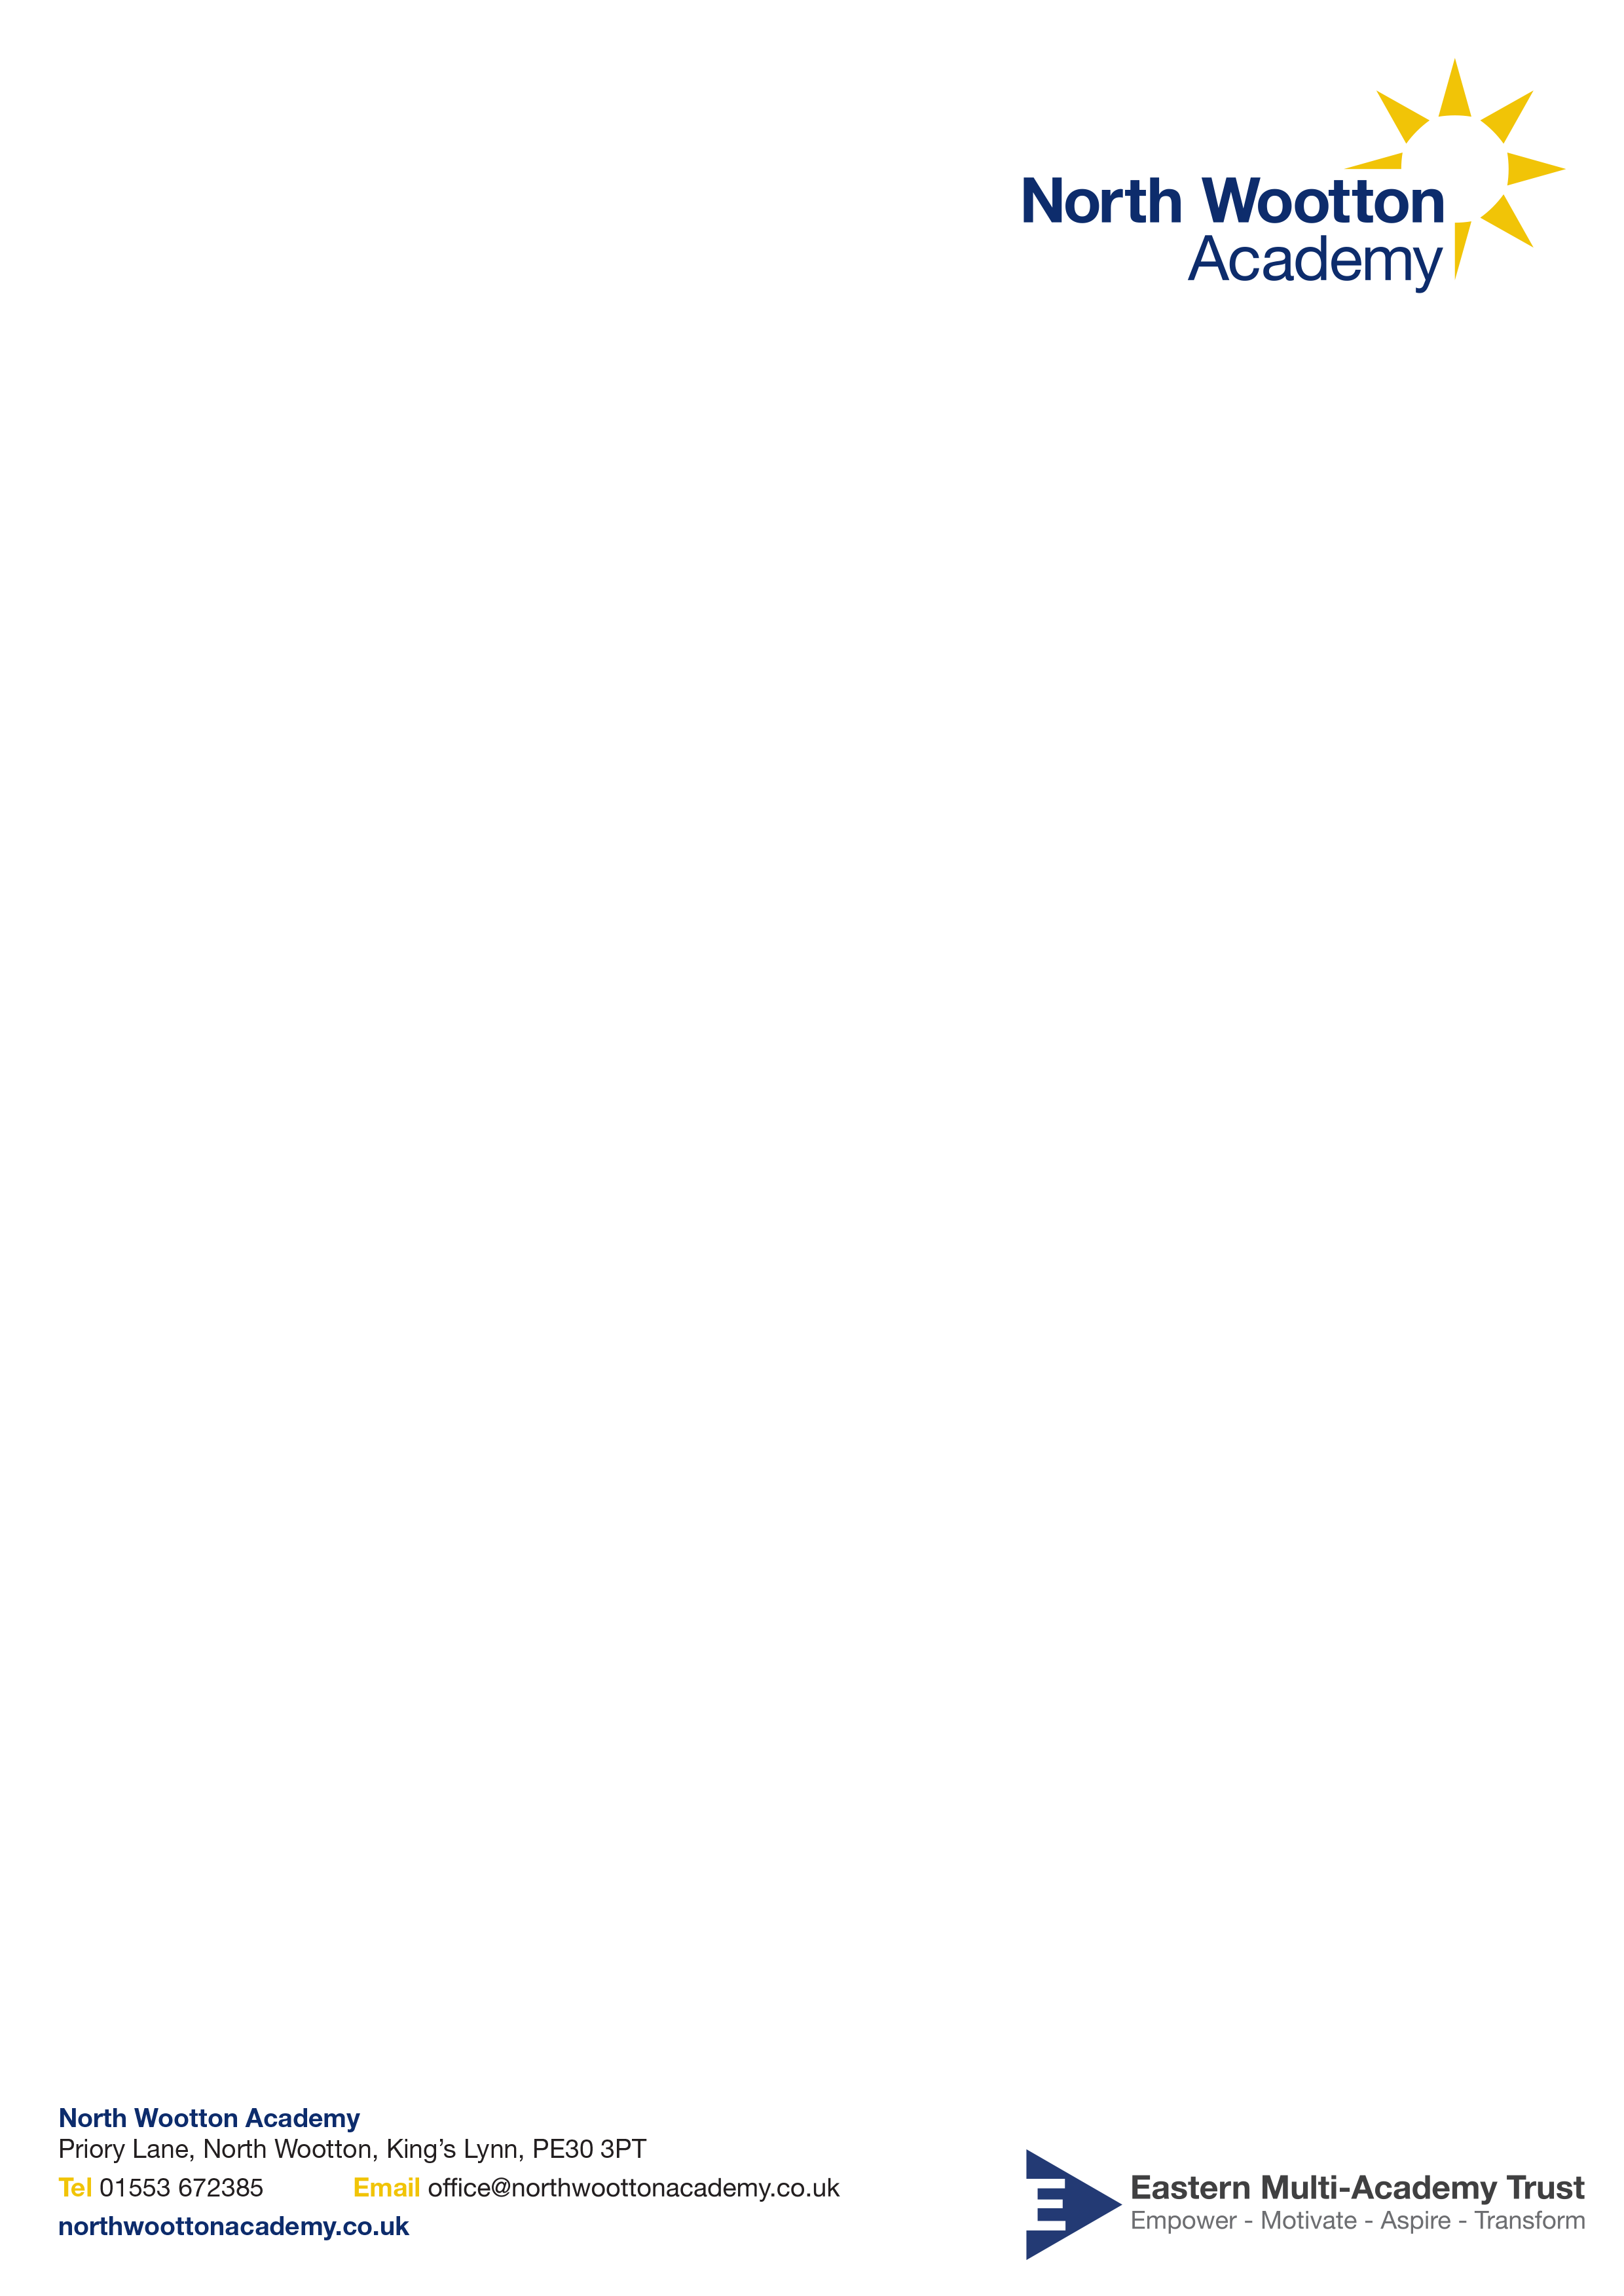 North Wootton
Academy
North Wootton Academy
Priory Lane, North Wootton, King’s Lynn, PE30 3PT
Tel 01553 672385 Email office@northwoottonacademy.co.uk
northwoottonacademy.co.uk
Eastern Multi-Academy Trust
Empower - Motivate - Aspire - Transform